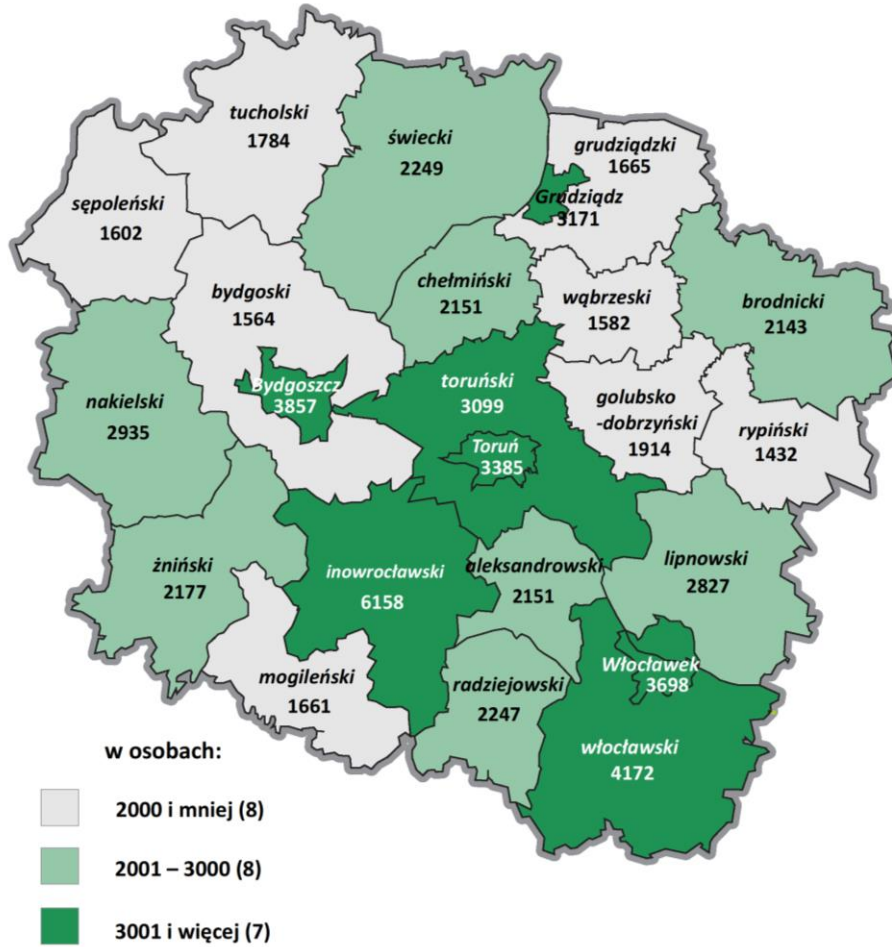 tucholski
1784
świecki
2249
grudziądzki
1665
Grudziądz
3171
sępoleński
1602
bydgoski
1564
chełmiński
2151
wąbrzeski
1582
brodnicki
2143
Bydgoszcz
3857
nakielski
2935
toruński
3099
golubsko
-dobrzyński
1914
rypiński
1432
Toruń
3385
żniński
2177
inowrocławski
6158
aleksandrowski
2151
lipnowski
2827
mogileński
1661
radziejowski
2247
Włocławek
3698
włocławski
4172
w osobach:
2000 i mniej (8)
2001 – 3000 (8)
3001 i więcej (7)